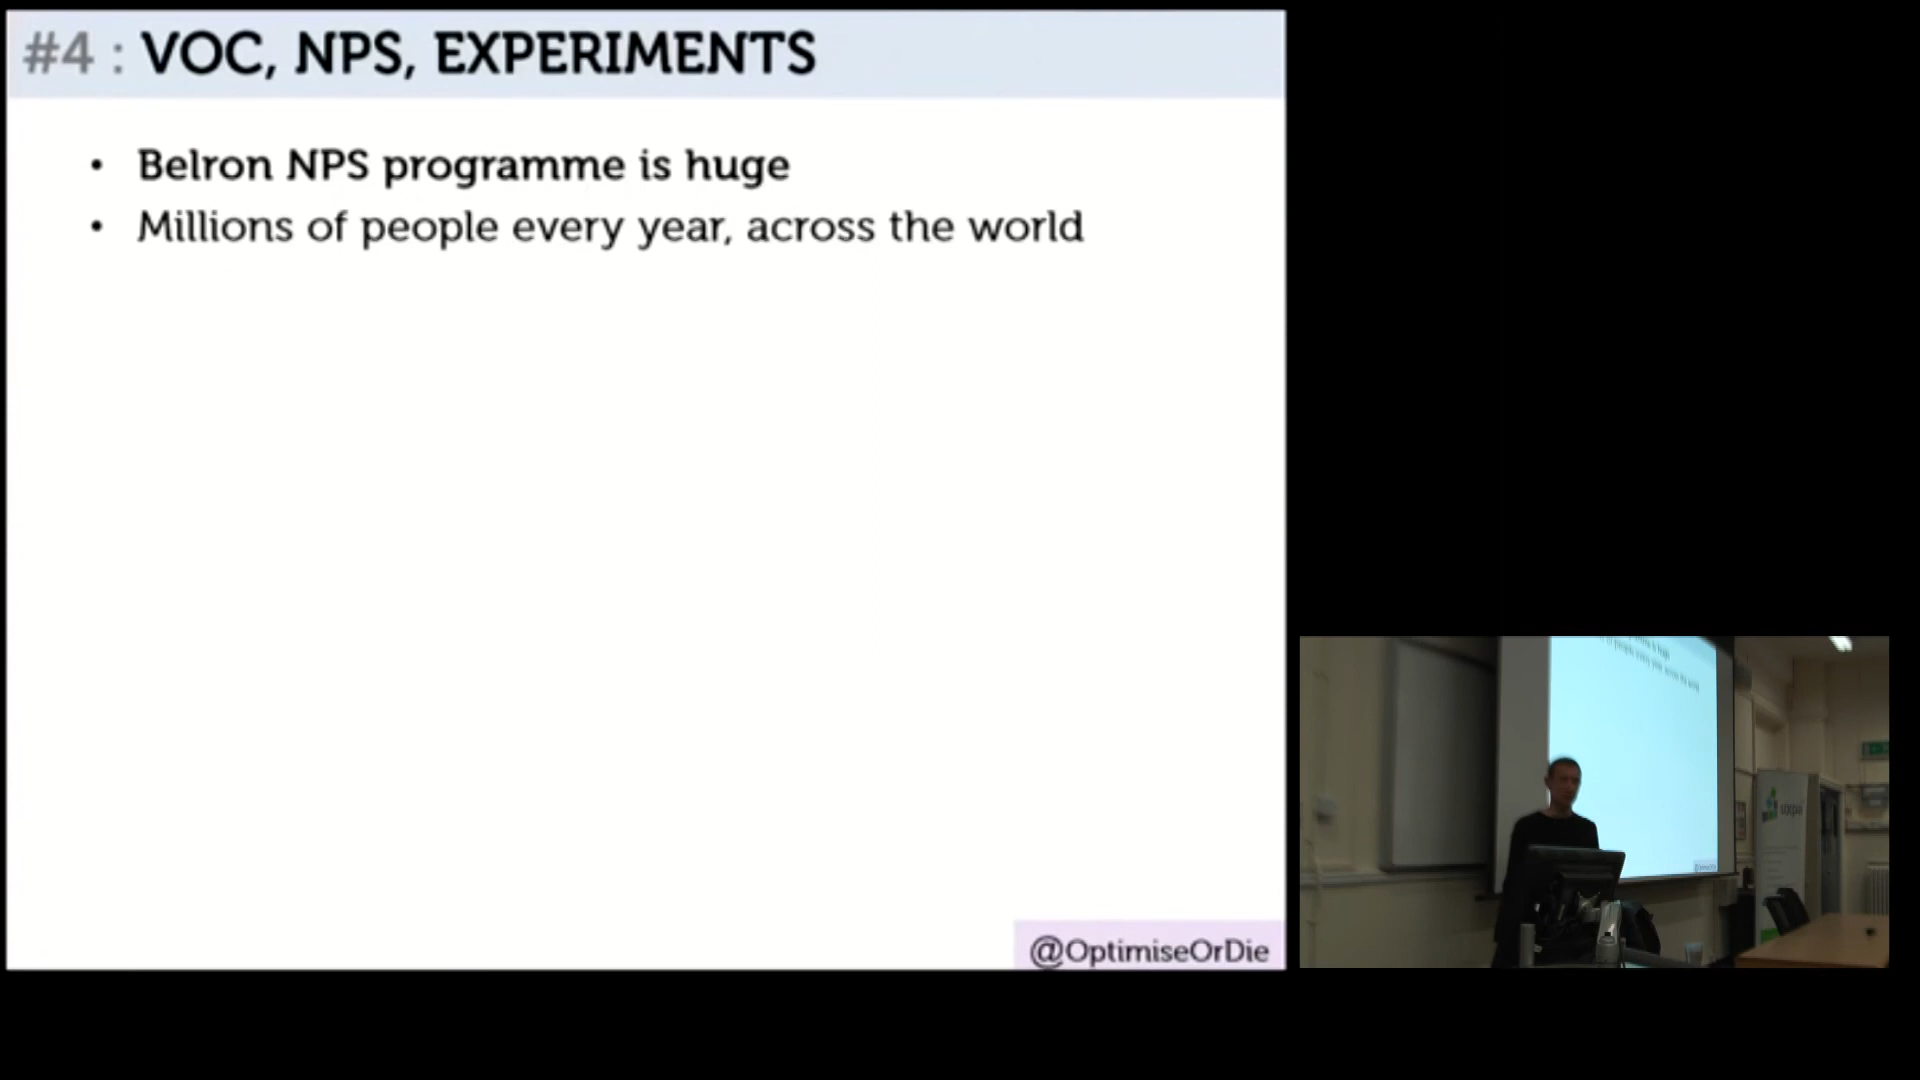 #4 : VOC, NPS, EXPERIMENTS
• Belron NPS programme is huge
• Millions of people every year, across the world
@OptimiseOrDie